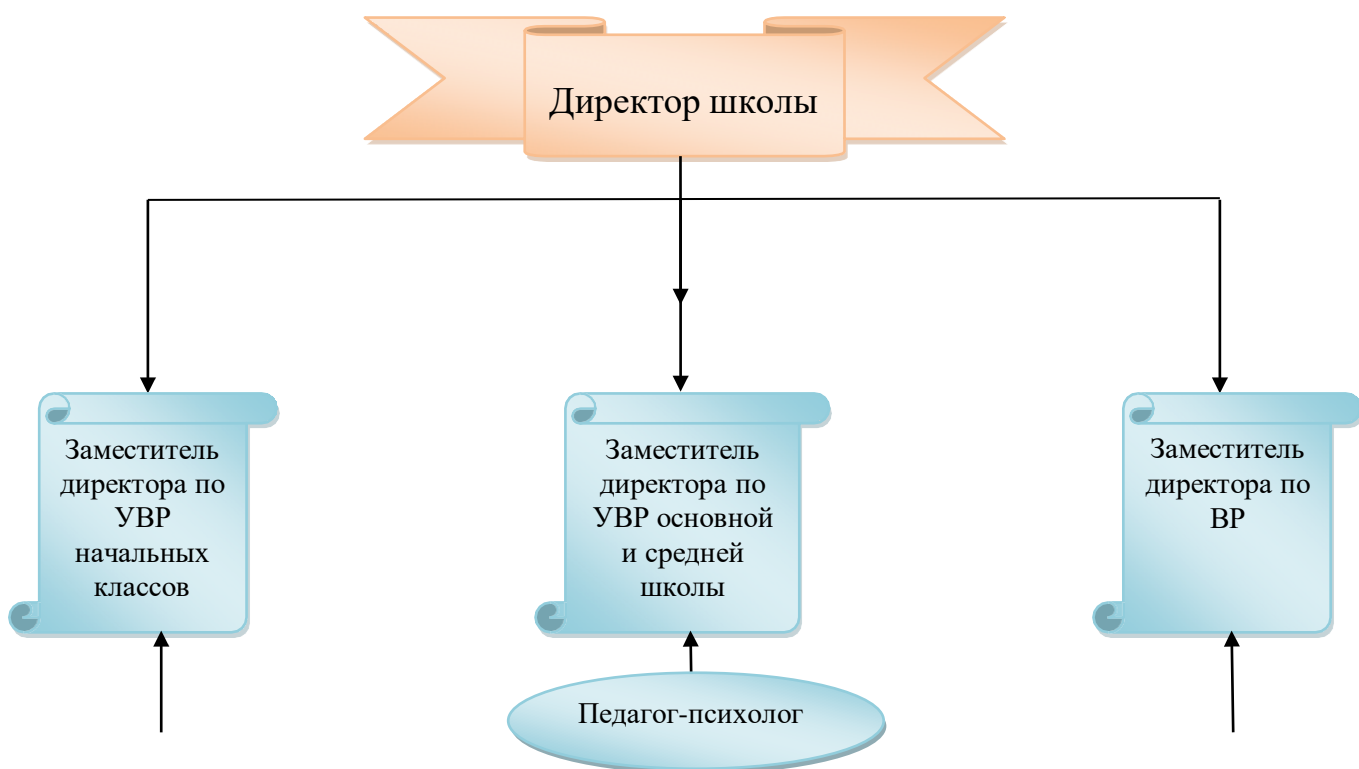 Директор школы
Заместитель
директора по
УВР
начальных
классов
Заместитель
директора по
УВР основной
и средней
школы
Заместитель
директора по
ВР
Педагог-психолог